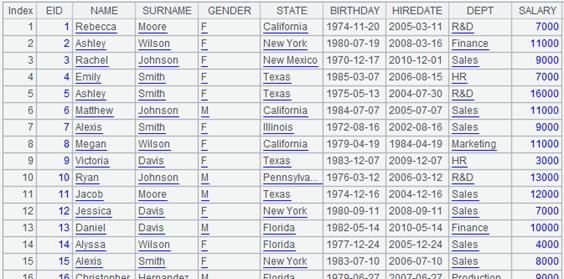 Index EID NAME SURNAME GENDER STATE BIRTHDAY HIREDATE DEPT SALARY
1 1 Rebecca Moore F California 1974-11-20 2005-03-11 R&D 7000
2 2 Ashley Wilson F New York 1980-07-19 2008-03-16 Finance 11000
3 3 Rachel Johnson F New Mexico 1970-12-17 2010-12-01 Sales 9000
4 4 Emily Smith F Texas 1985-03-07 2006-08-15 HR 7000
5 5 Ashley Smith F Texas 1975-05-13 2004-07-30 R&D 16000
6 6 Matthew Johnson M California 1984-07-07 2005-07-07 Sales 11000
7 7 Alexis Smith F Illinois 1972-08-16 2002-08-16 Sales 9000
8 8 Megan Wilson F California 1979-04-19 1984-04-19 Marketing 11000
9 9 Victoria Davis F Texas 1983-12-07 2009-12-07 HR 3000
10 10 Ryan Johnson M Pennsylva... 1976-03-12 2006-03-12 R&D 13000
11 11 Jacob Moore M Texas 1974-12-16 2004-12-16 Sales 12000
12 12 Jessica Davis F New York 1980-09-11 2008-09-11 Sales 7000
13 13 Daniel Davis M Florida 1982-05-14 2010-05-14 Finance 10000
14 14 Alyssa Wilson F Florida 1977-12-24 2005-12-24 Sales 4000
15 15 Alexis Smith F New York 1983-07-10 2006-07-10 Sales 8000
16 16 Christopher Hernandez M Florida 1979-06-27 2007-06-27 Production 9000